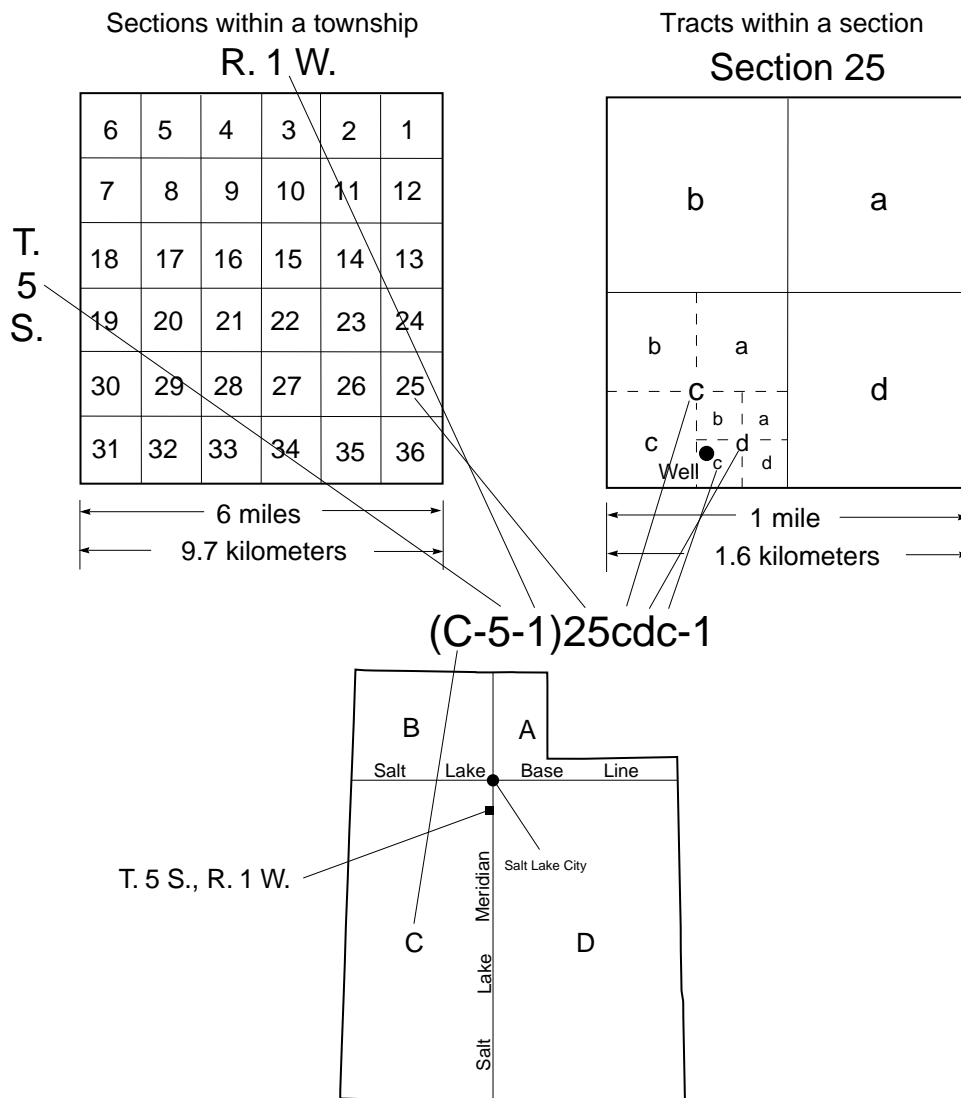 Sections within a township
R. 1 W.
6 5 4 3 2 1
7 8 9 10 11 12
18 17 16 15 14 13
19 20 21 22 23 24
30 29 28 27 26 25
31 32 33 34 35 36
T.
5
S.
6 miles
9.7 kilometers
Tracts within a section
Section 25
b a
b a
c d
b a
c d
Well c d
1 mile
1.6 kilometers
(C-5-1)25cdc-1
B A
Salt Lake Base Line
Salt Lake City
T. 5 S., R. 1 W.
C D
Salt Lake Meridian